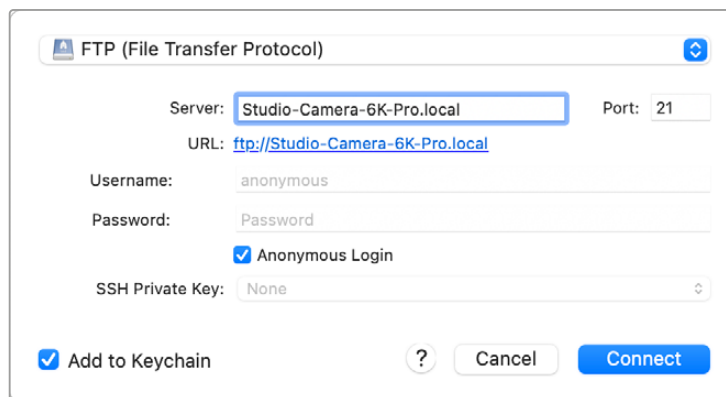 FTP (File Transfer Protocol)
Server: Studio-Camera-6K-Pro.local Port: 21
URL: ftp://Studio-Camera-6K-Pro.local
Username: anonymous
Password: Password
Anonymous Login
SSH Private Key: None
Add to Keychain ? Cancel Connect